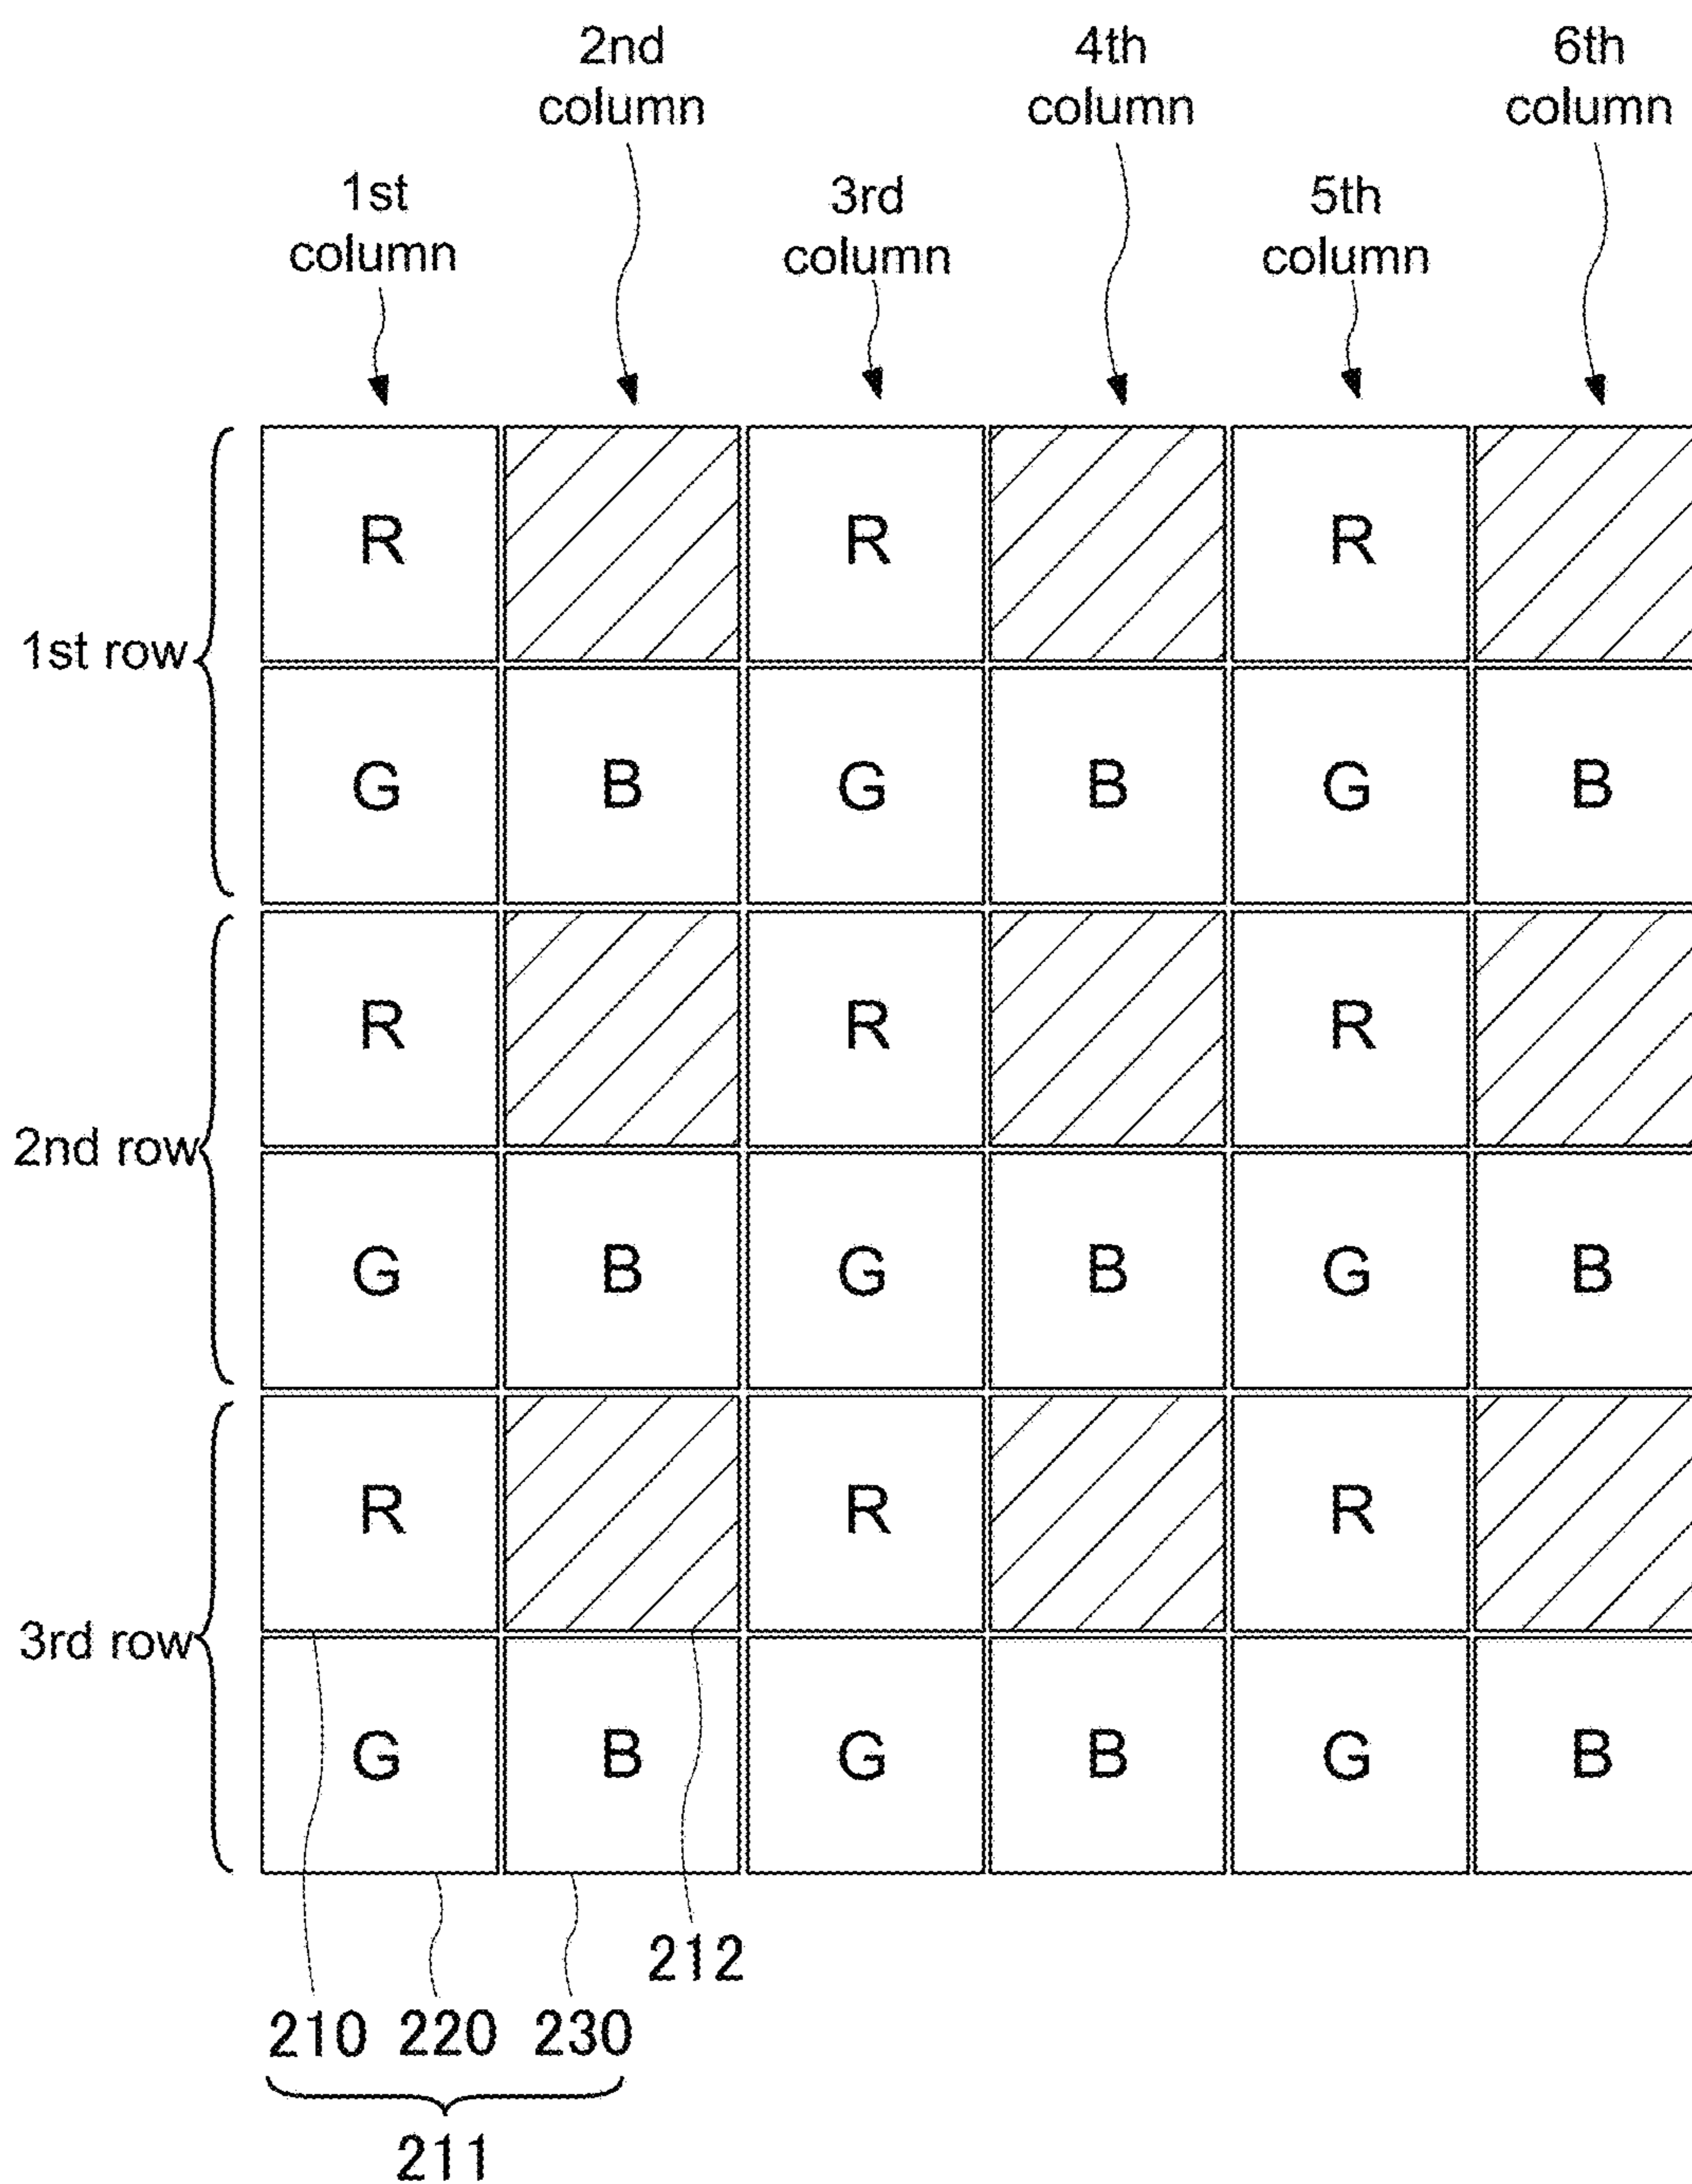 2nd column
4th column
6th column
1st column
3rd column
5th column
1st row
R R R
G B G B G B
2nd row
R R R
G B G B G B
3rd row
R R R
G B G B G B
212
210 220 230
211